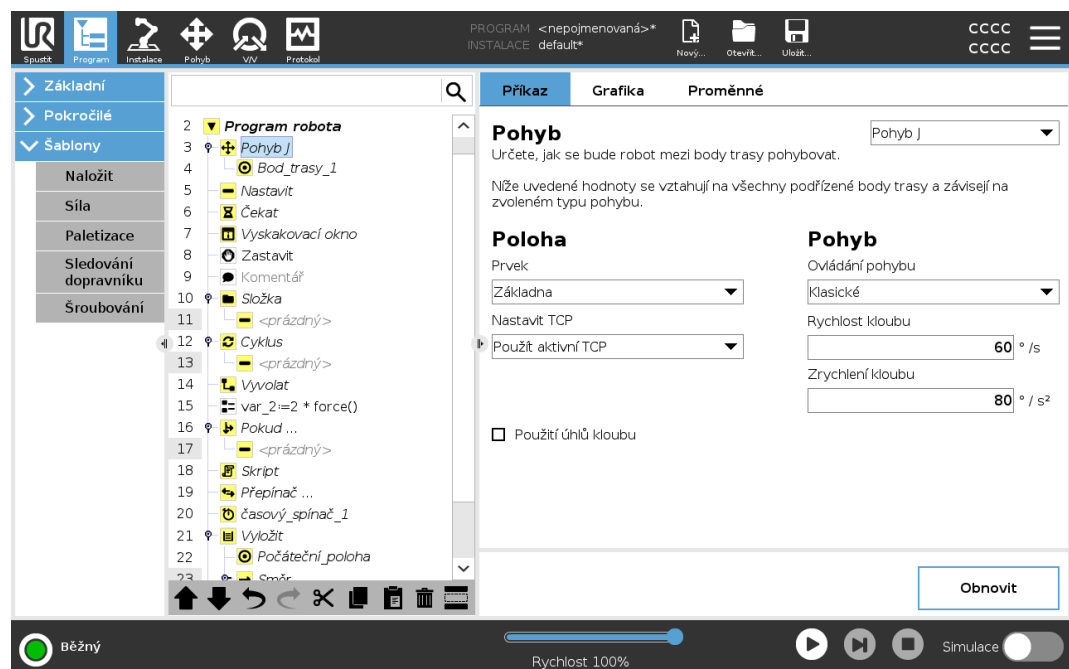 PROGRAM <nepojmenovaná>*
INSTALACE default*
Spustit
Program
Instalace
Pohyb
V/V
Protokol
Nový...
Otevřít...
Uložit...
CCCC
CCCC
Základní
Pokročilé
Šablony
Naložit
Síla
Paletizace
Sledování
dopravníku
Šroubování
2 Program robota
3 Pohyb J
4 Bod_trasy_1
5 Nastavit
6 Čekat
7 Vyskakovací okno
8 Zastavit
9 Komentář
10 Složka
11 <prázdný>
12 Cyklus
13 <prázdný>
14 Vyvolat
15 var_2:=2 * force()
16 Pokud ...
17 <prázdný>
18 Skript
19 Přepínač ...
20 časový_spínač_1
21 Vyložit
22 Počáteční_poloha
23 Směr
Příkaz
Grafika
Proměnné
Pohyb
Pohyb J
Určete, jak se bude robot mezi body trasy pohybovat.
Níže uvedené hodnoty se vztahují na všechny podřízené body trasy a závisejí na
zvoleném typu pohybu.
Poloha
Prvek
Základna
Nastavit TCP
Použít aktivní TCP
Použití úhlů kloubu
Pohyb
Ovládání pohybu
Klasické
Rychlost kloubu
60 ° /s
Zrychlení kloubu
80 ° / s²
Obnovit
Běžný
Rychlost 100%
Simulace